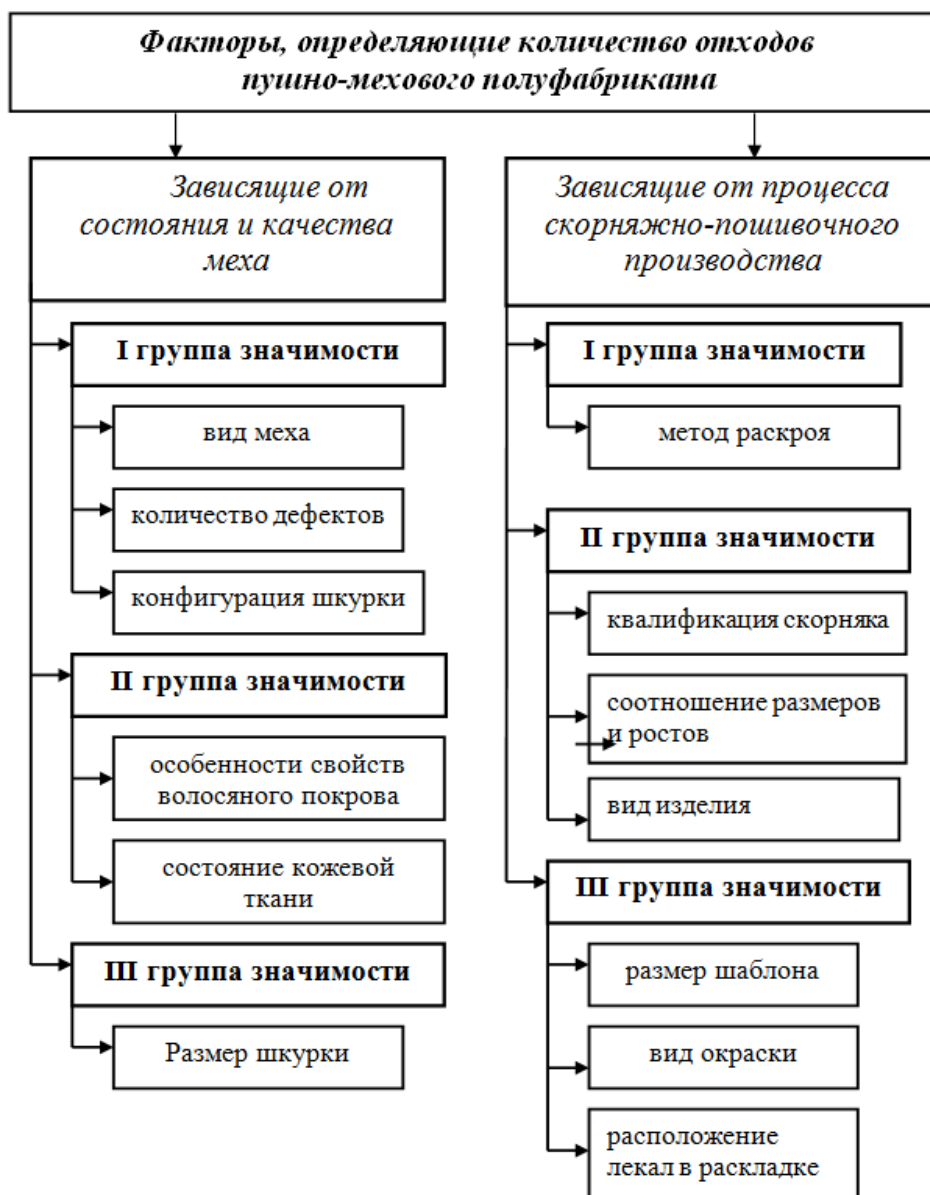 Факторы, определяющие количество отходов
пушно-мехового полуфабриката
Зависящие от
состояния и качества
меха
I группа значимости
вид меха
количество дефектов
конфигурация шкурки
II группа значимости
особенности свойств
волосяного покрова
состояние кожевой
ткани
III группа значимости
Размер шкурки
Зависящие от процесса
скорняжно-пошивочного
производства
I группа значимости
метод раскроя
II группа значимости
квалификация скорняка
соотношение размеров
и ростов
вид изделия
III группа значимости
размер шаблона
вид окраски
расположение
лекал в раскладке